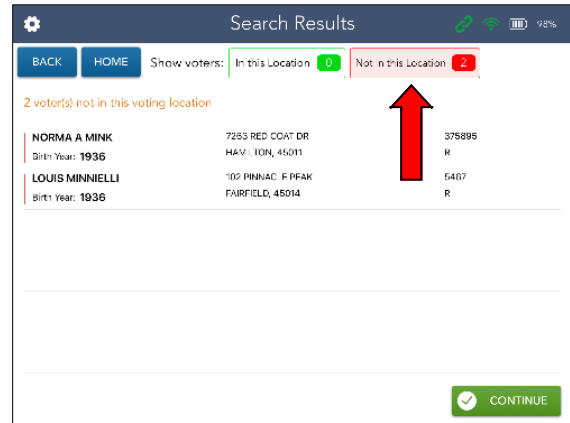 Search Results 98%
BACK HOME Show voters: In this Location 0 Not in this Location 2
2 voter(s) not in this voting location
NORMA A MINK 7263 RED COAT DR 375895
Birth Year: 1936 HAMILTON, 45011 R
LOUIS MINNIELLI 102 PINNACLE PEAK 5487
Birth Year: 1936 FAIRFIELD, 45014 R
CONTINUE